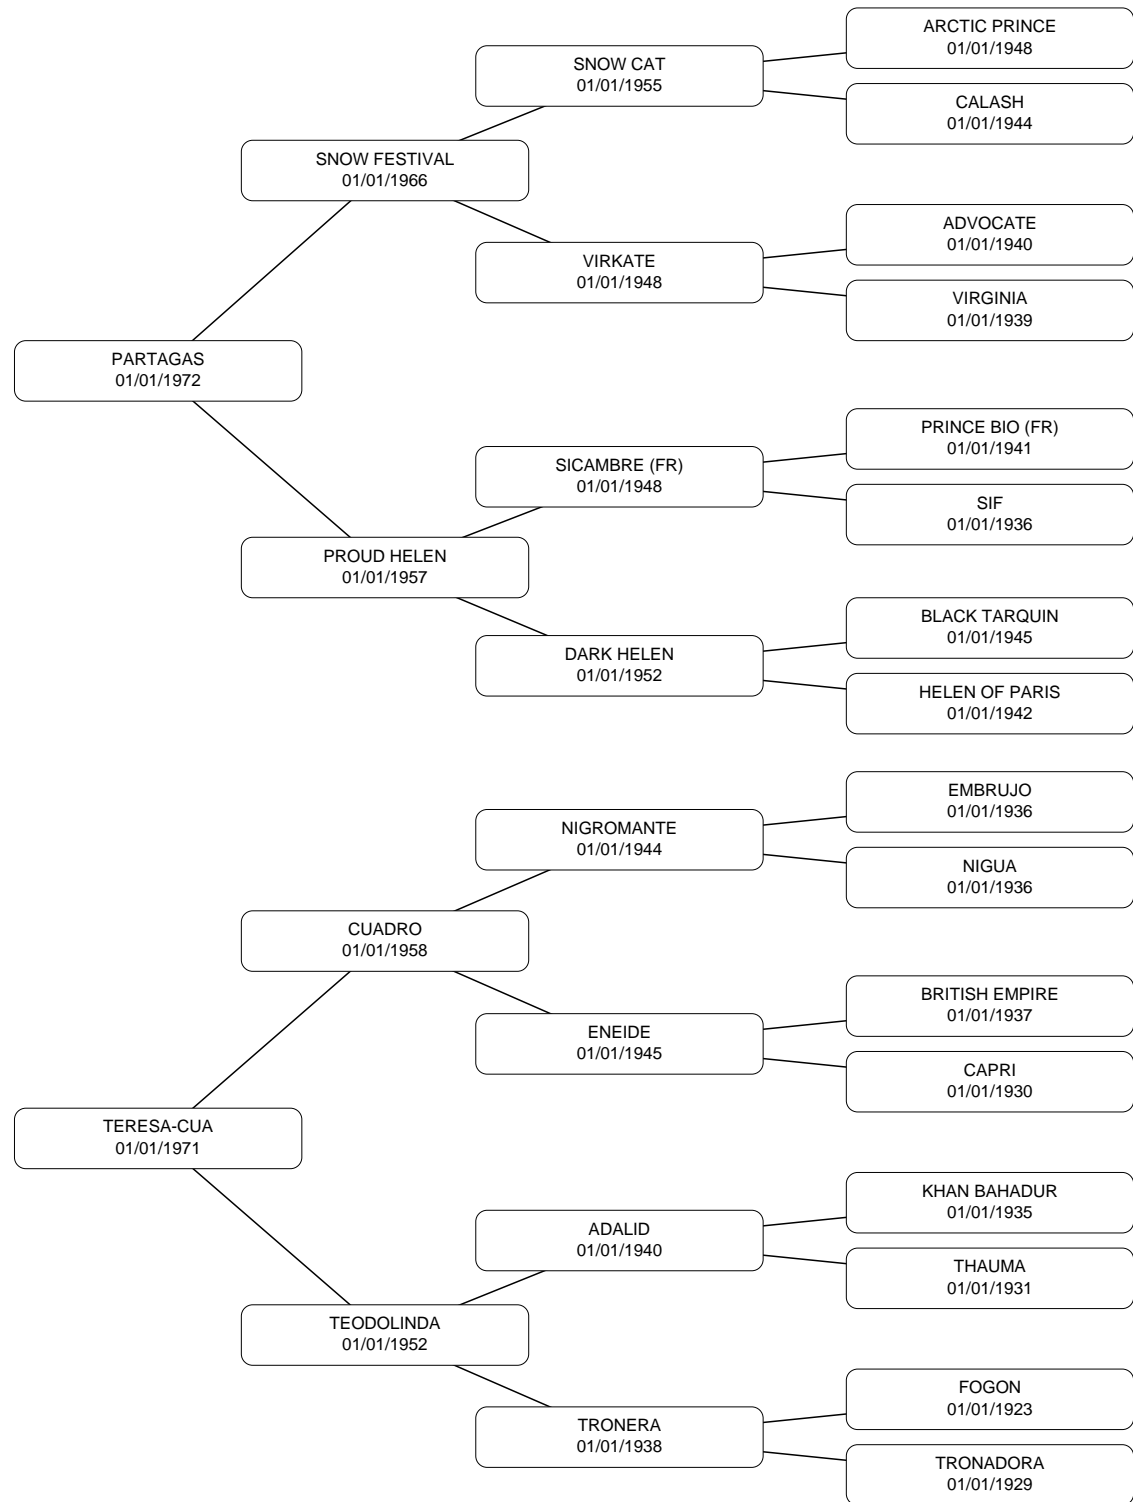 ARCTIC PRINCE
01/01/1948
SNOW CAT
01/01/1955
CALASH
01/01/1944
SNOW FESTIVAL
01/01/1966
ADVOCATE
01/01/1940
VIRKATE
01/01/1948
VIRGINIA
01/01/1939
PARTAGAS
01/01/1972
PRINCE BIO (FR)
01/01/1941
SICAMBRE (FR)
01/01/1948
SIF
01/01/1936
PROUD HELEN
01/01/1957
BLACK TARQUIN
01/01/1945
DARK HELEN
01/01/1952
HELEN OF PARIS
01/01/1942
EMBRUJO
01/01/1936
NIGROMANTE
01/01/1944
NIGUA
01/01/1936
CUADRO
01/01/1958
BRITISH EMPIRE
01/01/1937
ENEIDE
01/01/1945
CAPRI
01/01/1930
TERESA-CUA
01/01/1971
KHAN BAHADUR
01/01/1935
ADALID
01/01/1940
THAUMA
01/01/1931
TEODOLINDA
01/01/1952
FOGON
01/01/1923
TRONERA
01/01/1938
TRONADORA
01/01/1929